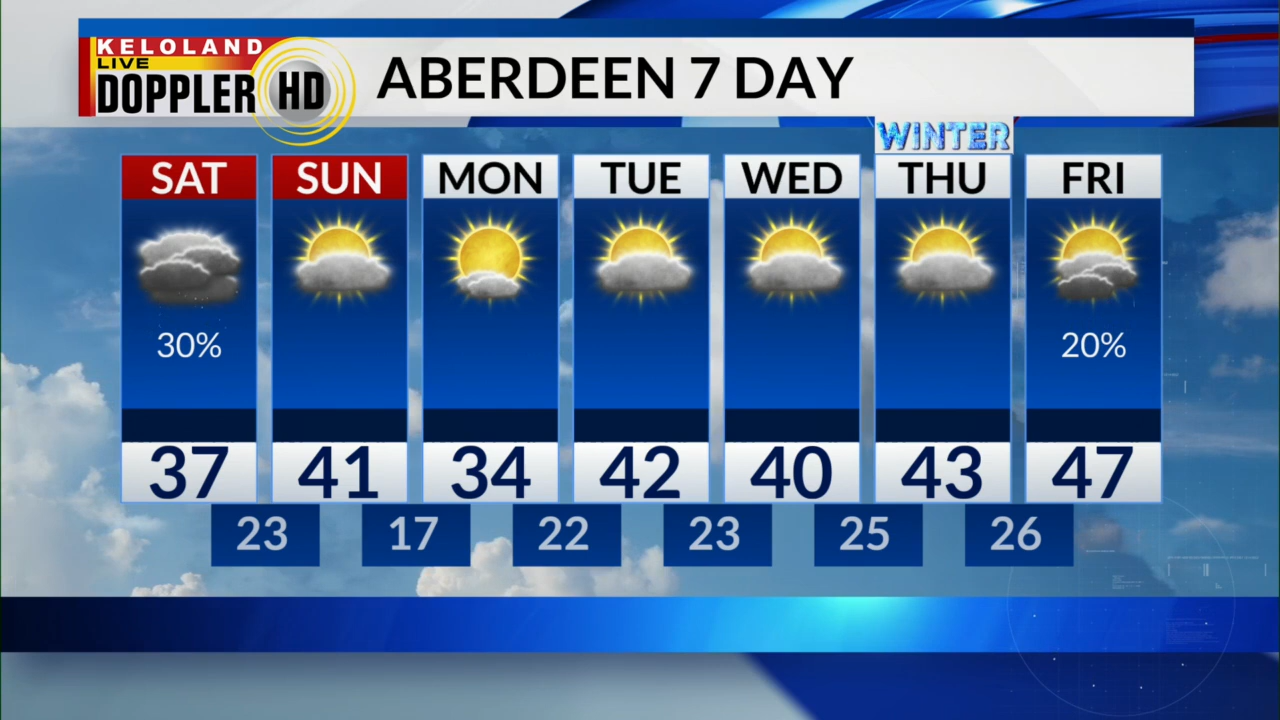 KELOLAND
LIVE
DOPPLER HD
ABERDEEN 7 DAY
WINTER
SAT SUN MON TUE WED THU FRI
30% 20%
37 41 34 42 40 43 47
23 17 22 23 25 26